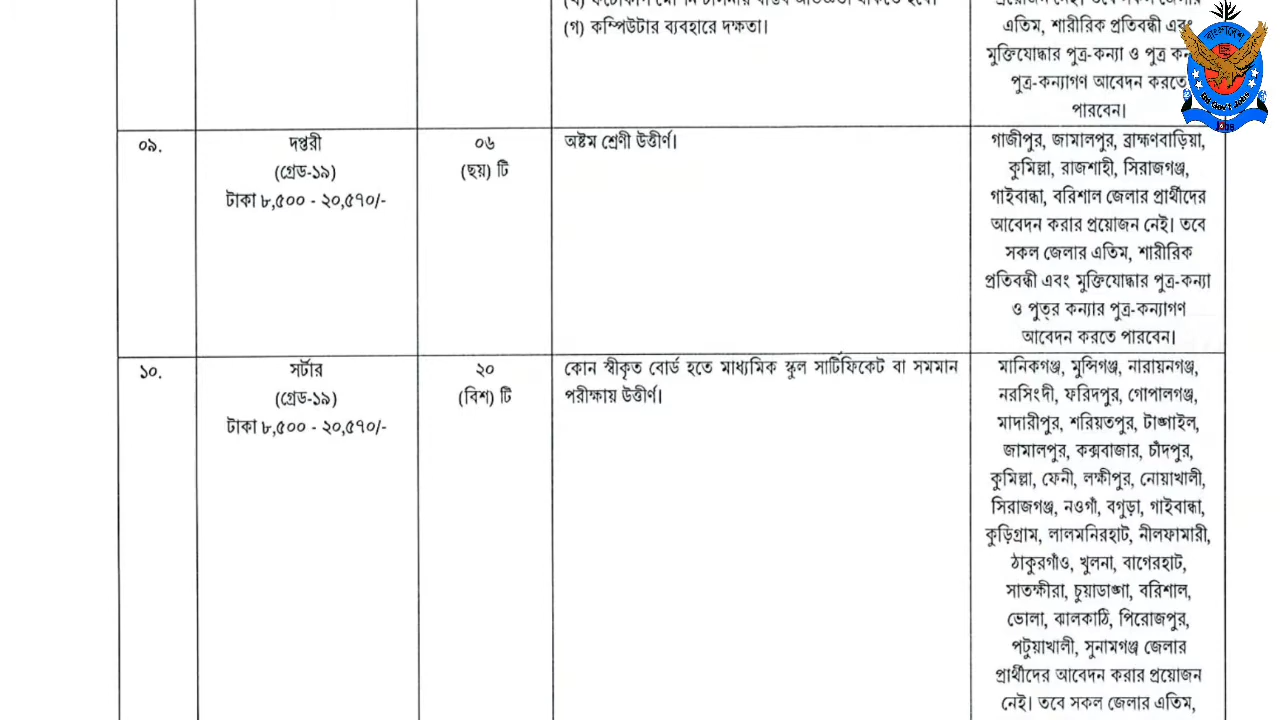 (গ) কম্পিউটার ব্যবহারে দক্ষতা।
এতিম, শারীরিক প্রতিবন্ধী এবং
মুক্তিযোদ্ধার পুত্র-কন্যা ও পুত্র
পুত্র-কন্যাগণ আবেদন করতে
পারবেন।
০৯.
দপ্তরী
(গ্রেড-১৯)
টাকা ৮,৫০০ - ২০,৫৭০/-
০৬
(ছয়) টি
অষ্টম শ্রেণী উত্তীর্ণ।
গাজীপুর, জামালপুর, ব্রাহ্মণবাড়িয়া,
কুমিল্লা, রাজশাহী, সিরাজগঞ্জ,
গাইবান্ধা, বরিশাল জেলার প্রার্থীদের
আবেদন করার প্রয়োজন নেই। তবে
সকল জেলার এতিম, শারীরিক
প্রতিবন্ধী এবং মুক্তিযোদ্ধার পুত্র-কন্যা
ও পুত্র কন্যার পুত্র-কন্যাগণ
আবেদন করতে পারবেন।
১০.
সর্টার
(গ্রেড-১৯)
টাকা ৮,৫০০ - ২০,৫৭০/-
২০
(বিশ) টি
কোন স্বীকৃত বোর্ড হতে মাধ্যমিক স্কুল সার্টিফিকেট বা সমমান
পরীক্ষায় উত্তীর্ণ।
মানিকগঞ্জ, মুন্সিগঞ্জ, নারায়নগঞ্জ,
নরসিংদী, ফরিদপুর, গোপালগঞ্জ,
মাদারীপুর, শরিয়তপুর, টাঙ্গাইল,
জামালপুর, কক্সবাজার, চাঁদপুর,
কুমিল্লা, ফেনী, লক্ষীপুর, নোয়াখালী,
সিরাজগঞ্জ, নওগাঁ, বগুড়া, গাইবান্ধা,
কুড়িগ্রাম, লালমনিরহাট, নীলফামারী,
ঠাকুরগাঁও, খুলনা, বাগেরহাট,
সাতক্ষীরা, চুয়াডাঙ্গা, বরিশাল,
ভোলা, ঝালকাঠি, পিরোজপুর,
পটুয়াখালী, সুনামগঞ্জ জেলার
প্রার্থীদের আবেদন করার প্রয়োজন
নেই। তবে সকল জেলার এতিম,
বাংলাদেশ